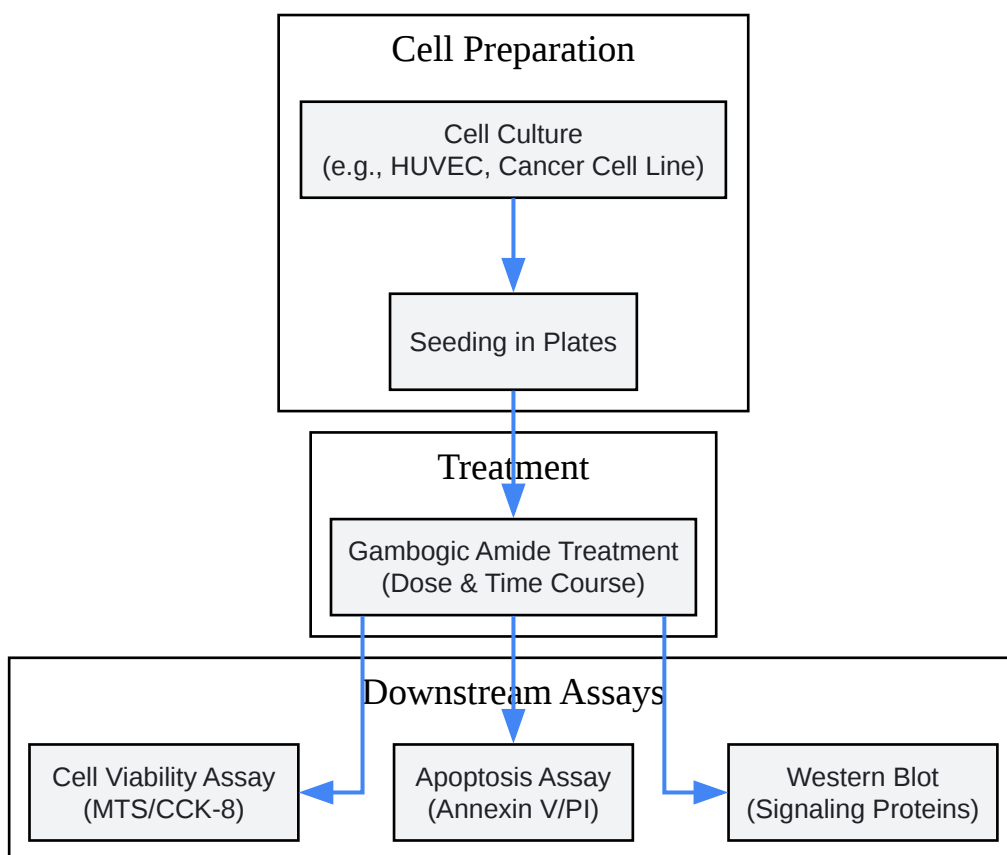 Cell Preparation
Cell Culture
(e.g., HUVEC, Cancer Cell Line)
Seeding in Plates
Treatment
Gambogic Amide Treatment
(Dose & Time Course)
Downstream Assays
Cell Viability Assay
(MTS/CCK-8)
Apoptosis Assay
(Annexin V/PI)
Western Blot
(Signaling Proteins)